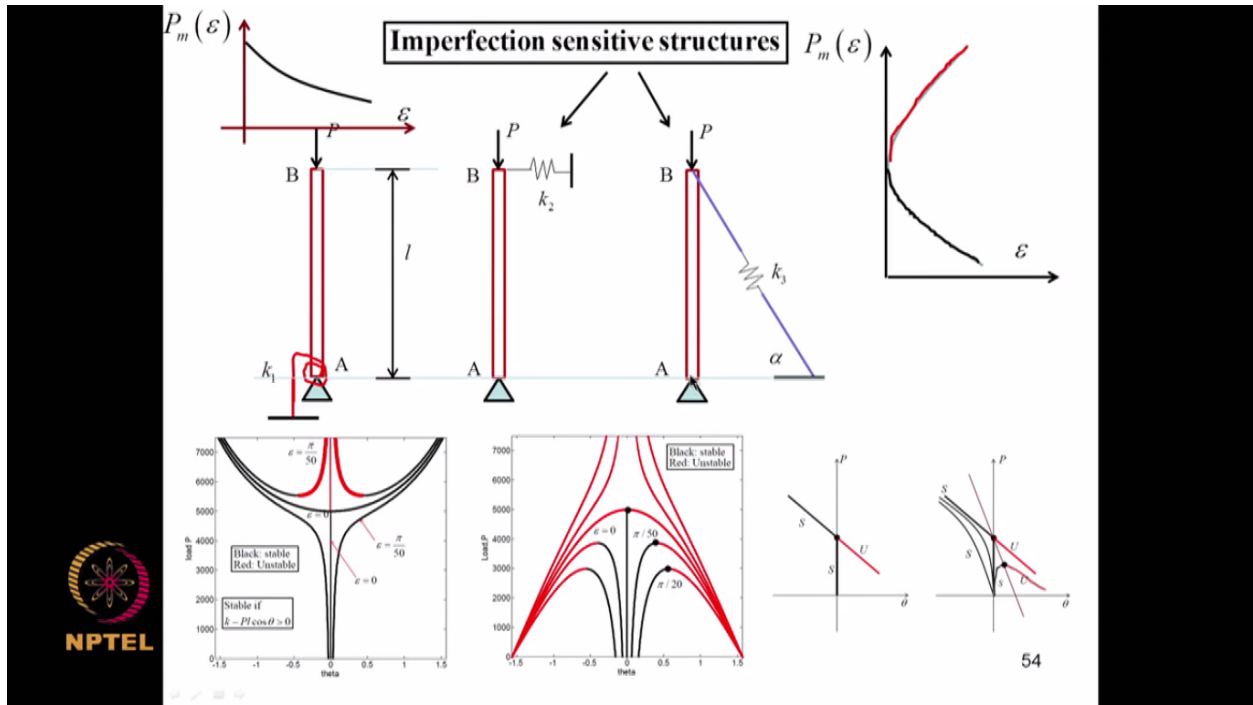 Imperfection sensitive structures
P_m(ε)
ε
P
B
l
k_1
A
P
B
k_2
A
P
B
k_3
A
α
P_m(ε)
ε
7000
6000
5000
4000
3000
2000
1000
0
load P
-1.5
-1
-0.5
0
0.5
1
1.5
theta
ε = π/50
ε = 0
ε = π/50
ε = 0
Black: stable
Red: Unstable
Stable if
k − Pl cos θ > 0
7000
6000
5000
4000
3000
2000
1000
0
Load,P
-1.5
-1
-0.5
0
0.5
1
1.5
theta
Black: stable
Red: Unstable
ε = 0
π/50
π/20
P
S
U
S
θ
P
S
U
S
S
U
θ
NPTEL
54